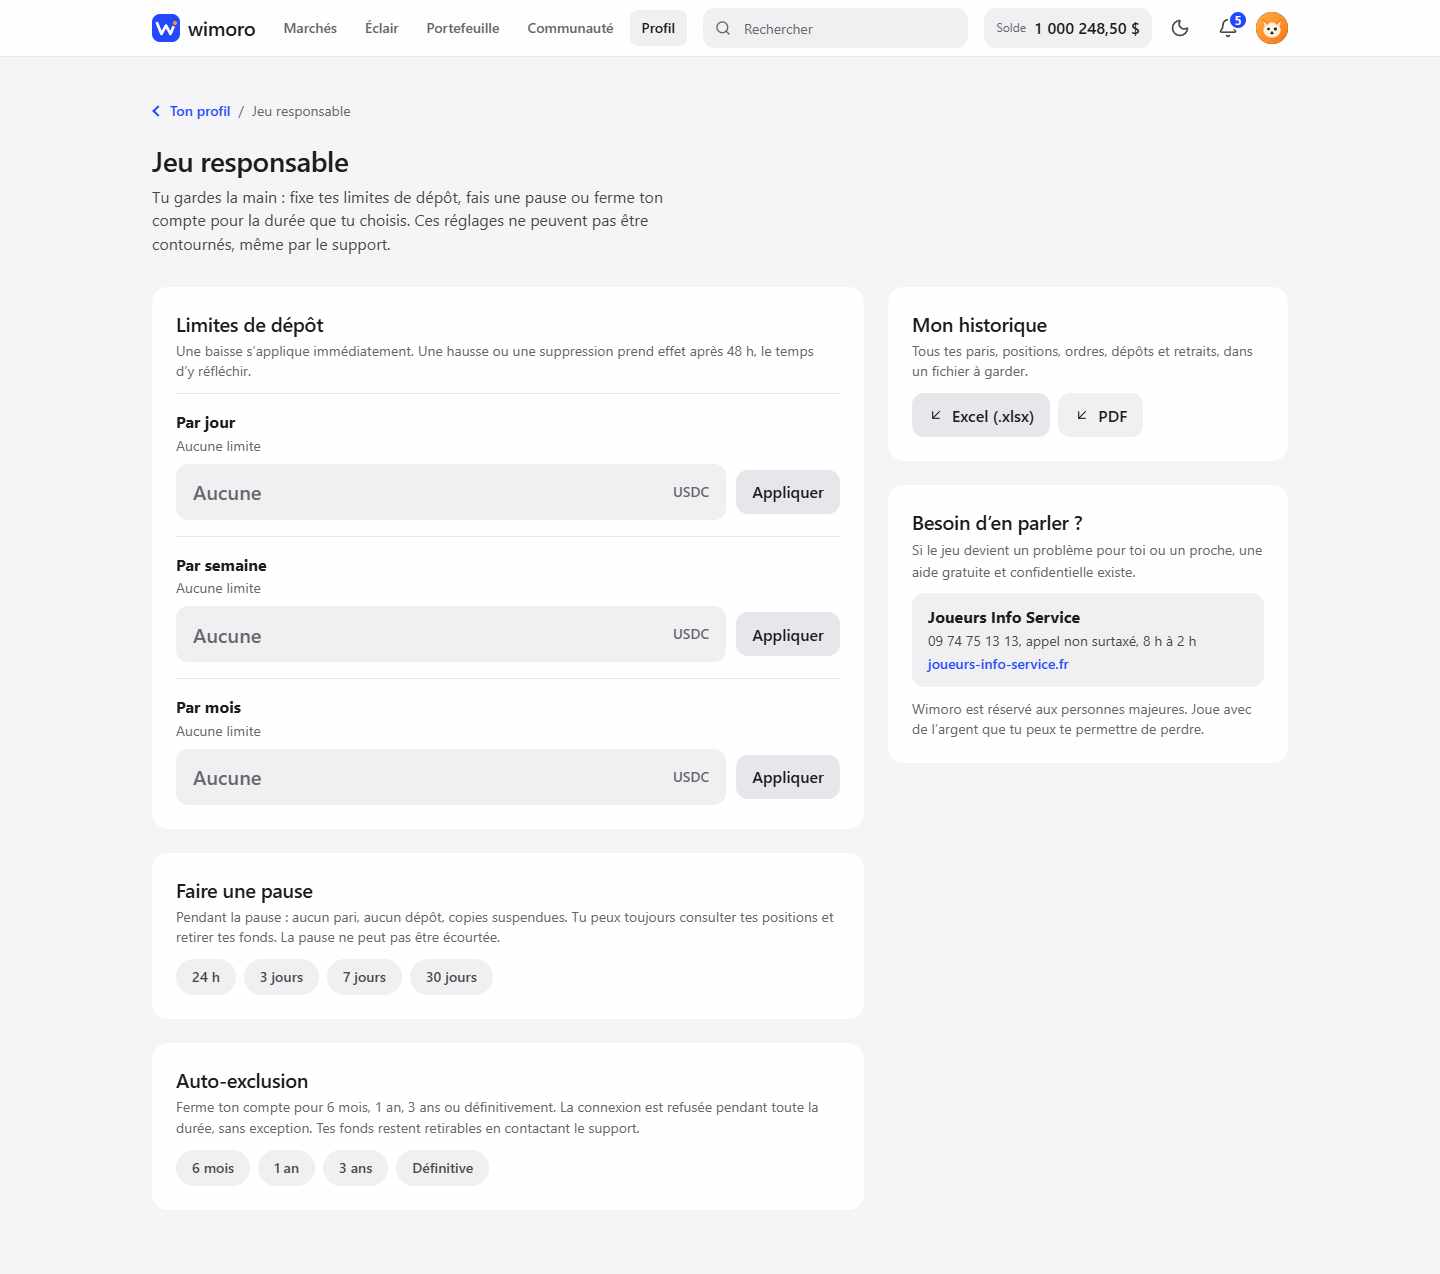 wimoro
Marchés
Éclair
Portefeuille
Communauté
Profil
Rechercher
Solde 1 000 248,50 $
5
Ton profil / Jeu responsable
Jeu responsable
Tu gardes la main : fixe tes limites de dépôt, fais une pause ou ferme ton
compte pour la durée que tu choisis. Ces réglages ne peuvent pas être
contournés, même par le support.
Limites de dépôt
Une baisse s’applique immédiatement. Une hausse ou une suppression prend effet après 48 h, le temps
d’y réfléchir.
Par jour
Aucune limite
Aucune USDC
Appliquer
Par semaine
Aucune limite
Aucune USDC
Appliquer
Par mois
Aucune limite
Aucune USDC
Appliquer
Faire une pause
Pendant la pause : aucun pari, aucun dépôt, copies suspendues. Tu peux toujours consulter tes positions et
retirer tes fonds. La pause ne peut pas être écourtée.
24 h
3 jours
7 jours
30 jours
Auto-exclusion
Ferme ton compte pour 6 mois, 1 an, 3 ans ou définitivement. La connexion est refusée pendant toute la
durée, sans exception. Tes fonds restent retirables en contactant le support.
6 mois
1 an
3 ans
Définitive
Mon historique
Tous tes paris, positions, ordres, dépôts et retraits, dans
un fichier à garder.
Excel (.xlsx)
PDF
Besoin d’en parler ?
Si le jeu devient un problème pour toi ou un proche, une
aide gratuite et confidentielle existe.
Joueurs Info Service
09 74 75 13 13, appel non surtaxé, 8 h à 2 h
joueurs-info-service.fr
Wimoro est réservé aux personnes majeures. Joue avec
de l’argent que tu peux te permettre de perdre.